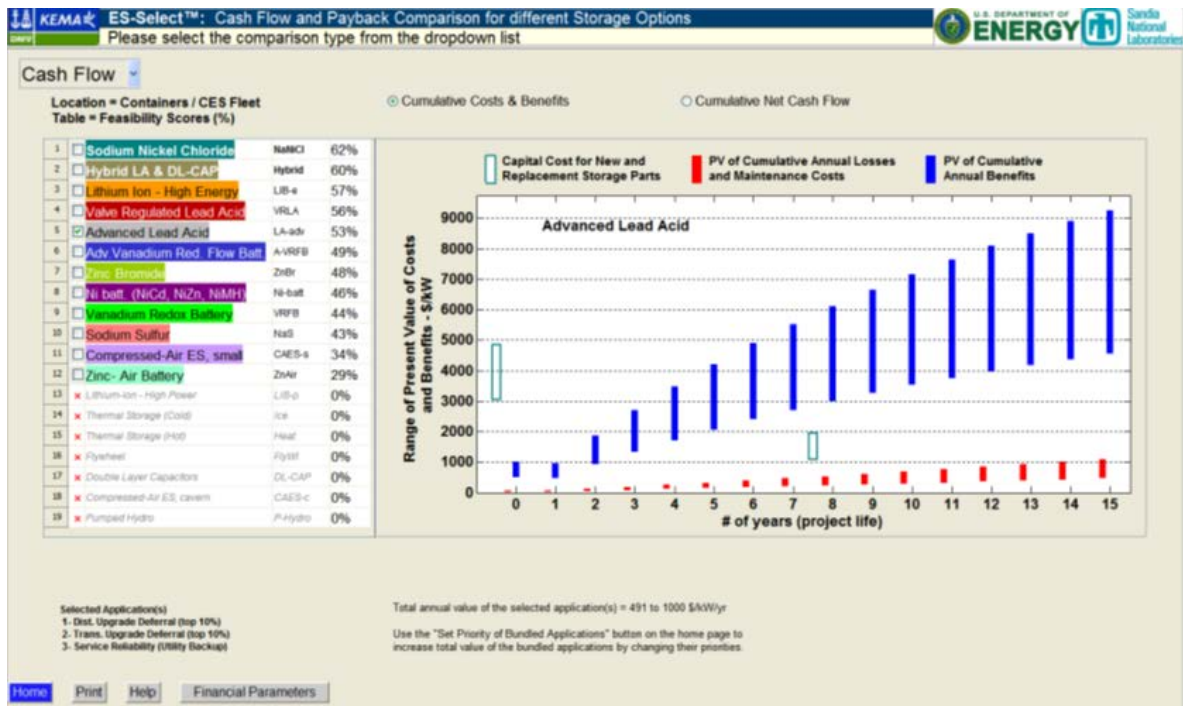 KEMA ES-Select™: Cash Flow and Payback Comparison for different Storage Options
Please select the comparison type from the dropdown list
U.S. DEPARTMENT OF
ENERGY
Sandia
National
Laboratories
Cash Flow
Location = Containers / CES Fleet
Table = Feasibility Scores (%)
Cumulative Costs & Benefits
Cumulative Net Cash Flow
1 Sodium Nickel Chloride NaNiCl 62%
2 Hybrid LA & DL-CAP Hybrid 60%
3 Lithium Ion - High Energy LIB-e 57%
4 Valve Regulated Lead Acid VRLA 56%
5 Advanced Lead Acid LA-adv 53%
6 Adv. Vanadium Red. Flow Batt. A-VRFB 49%
7 Zinc Bromide ZnBr 48%
8 Ni batt. (NiCd, NiZn, NiMH) Ni-batt 46%
9 Vanadium Redox Battery VRFB 44%
10 Sodium Sulfur NaS 43%
11 Compressed-Air ES, small CAES-s 34%
12 Zinc- Air Battery ZnAir 29%
13 Lithium-ion - High Power LIB-p 0%
14 Thermal Storage (Cold) Ice 0%
15 Thermal Storage (Hot) Heat 0%
16 Flywheel FlyWl 0%
17 Double Layer Capacitors DL-CAP 0%
18 Compressed-Air ES, cavern CAES-c 0%
19 Pumped Hydro P-Hydro 0%
Capital Cost for New and
Replacement Storage Parts
PV of Cumulative Annual Losses
and Maintenance Costs
PV of Cumulative
Annual Benefits
Advanced Lead Acid
Range of Present Value of Costs
and Benefits - $/kW
9000
8000
7000
6000
5000
4000
3000
2000
1000
0
0 1 2 3 4 5 6 7 8 9 10 11 12 13 14 15
# of years (project life)
Selected Application(s)
1- Dist. Upgrade Deferral (top 10%)
2- Trans. Upgrade Deferral (top 10%)
3- Service Reliability (Utility Backup)
Total annual value of the selected application(s) = 491 to 1000 $/kW/yr
Use the "Set Priority of Bundled Applications" button on the home page to
increase total value of the bundled applications by changing their priorities.
Home Print Help Financial Parameters